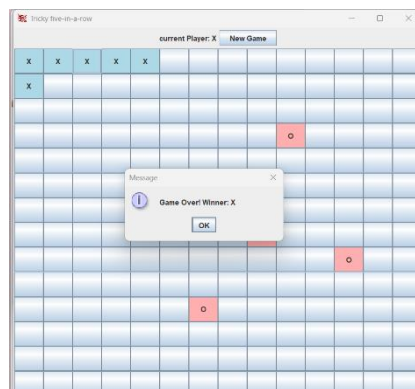 Tricky five-in-a-row
current Player: X New Game
X X X X X
X
O
Message
Game Over! Winner: X
OK
O
O